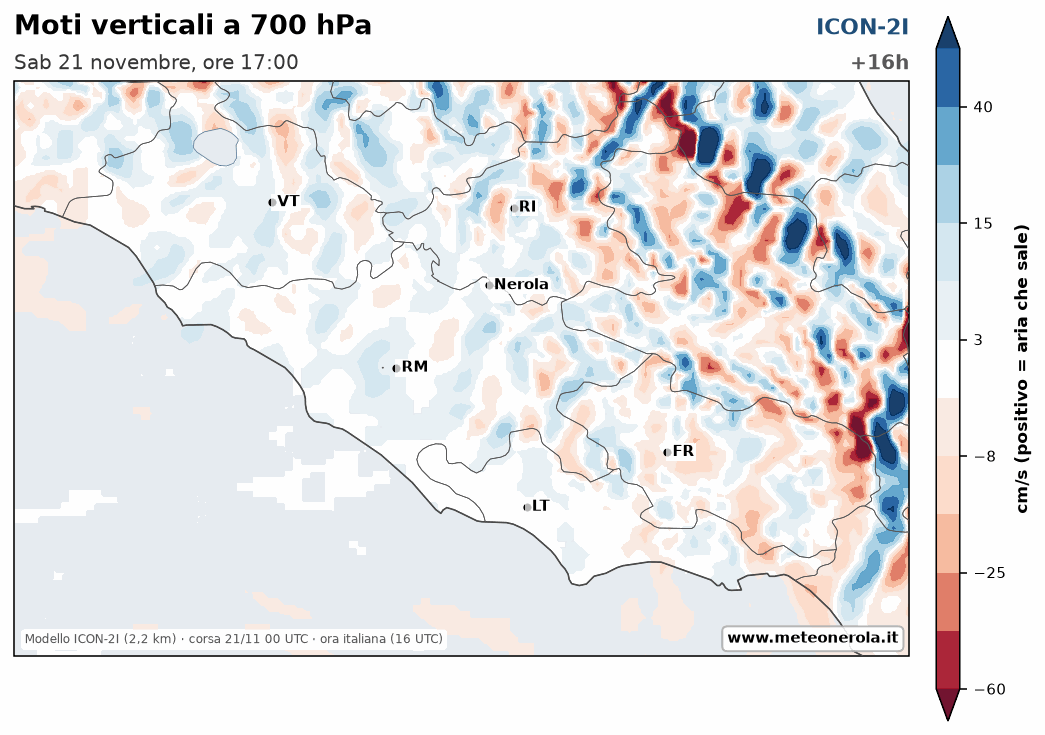 Moti verticali a 700 hPa
ICON-2I
Sab 21 novembre, ore 17:00
+16h
VT
RI
Nerola
RM
FR
LT
40
15
3
−8
−25
−60
cm/s (positivo = aria che sale)
Modello ICON-2I (2,2 km) · corsa 21/11 00 UTC · ora italiana (16 UTC)
www.meteonerola.it